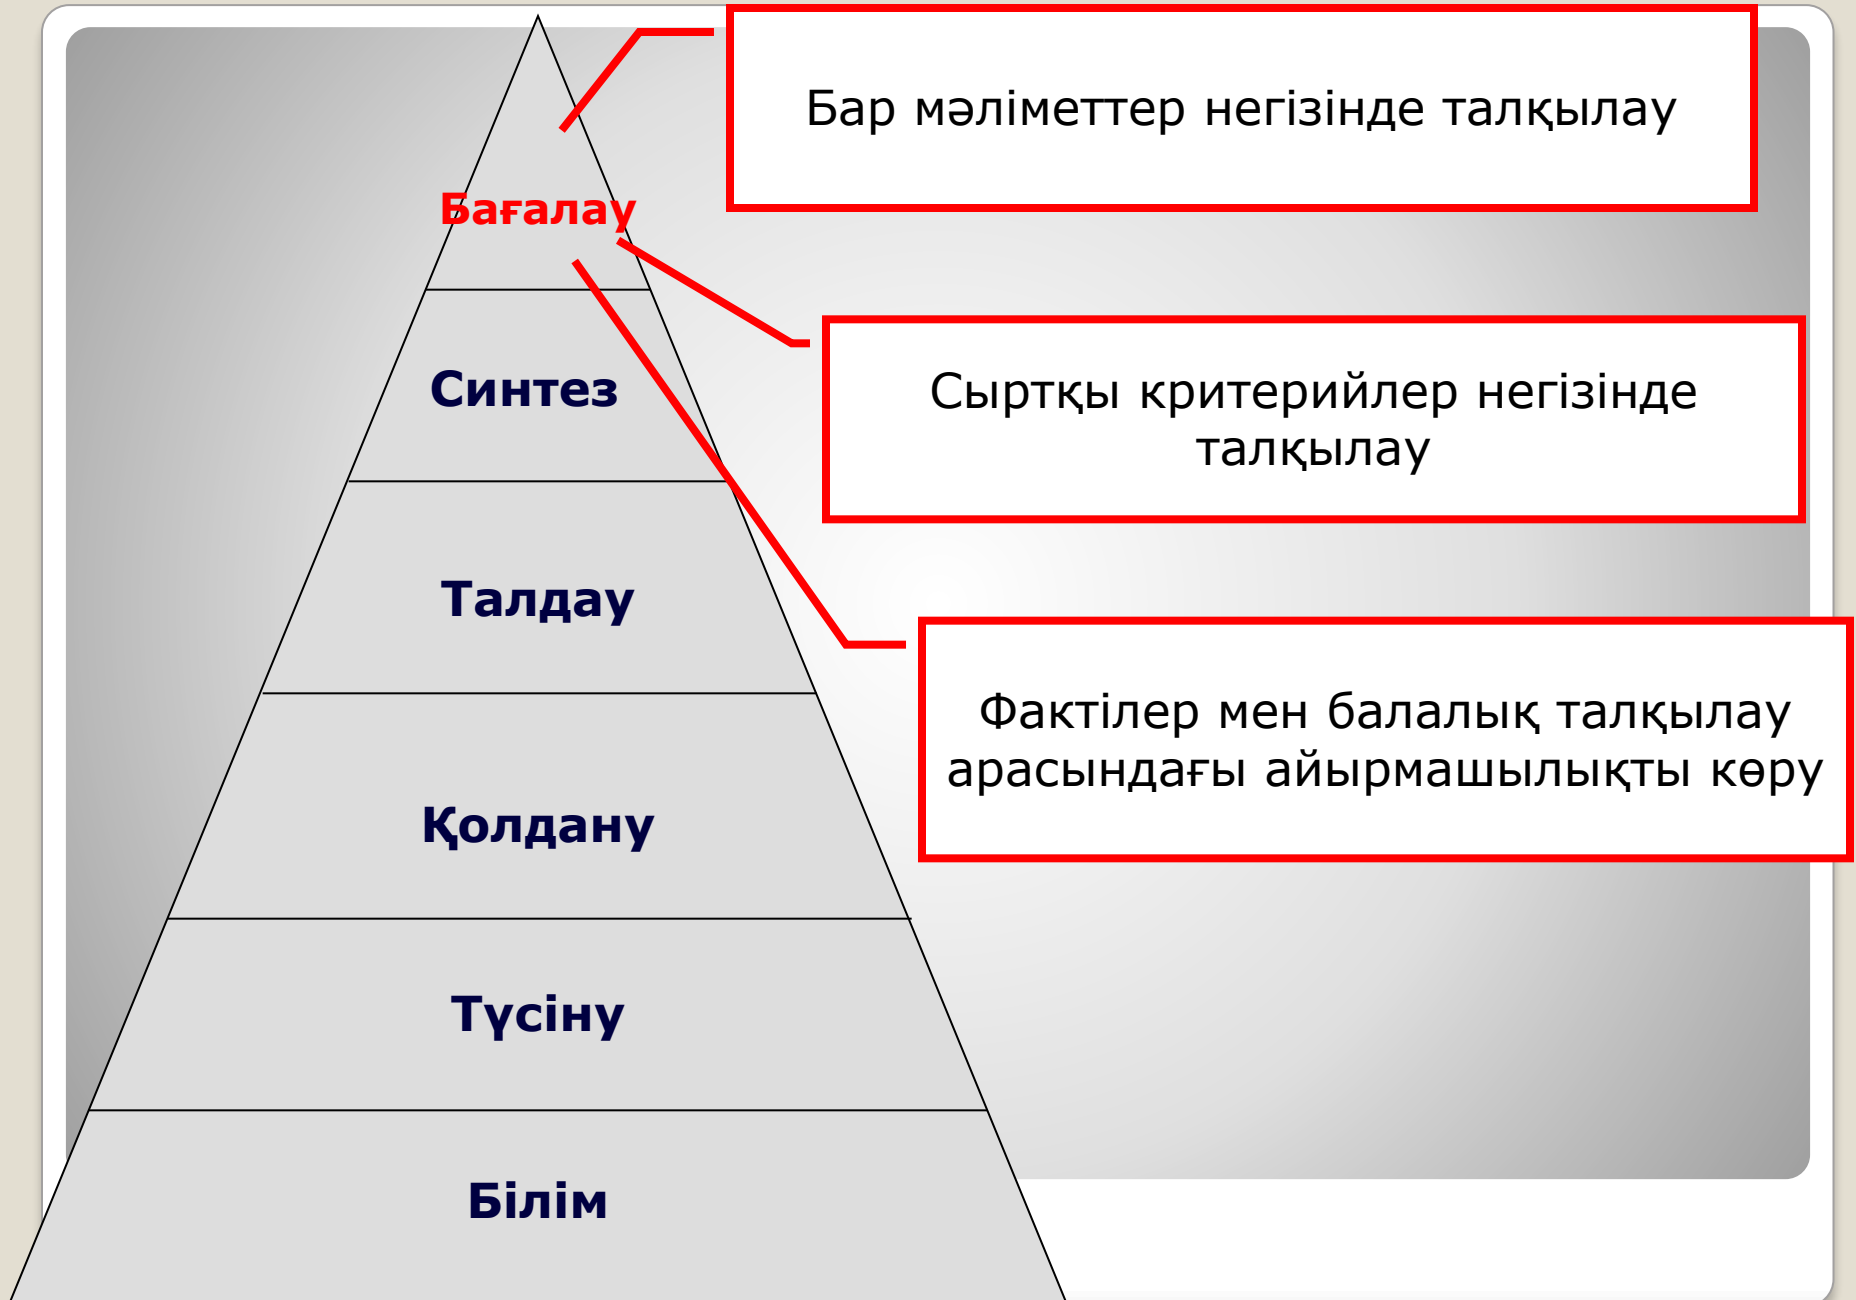 Бар мәліметтер негізінде талқылау
Бағалау
Сыртқы критерийлер негізінде
талқылау
Синтез
Талдау
Фактілер мен балалық талқылау
арасындағы айырмашылықты көру
Қолдану
Түсіну
Білім